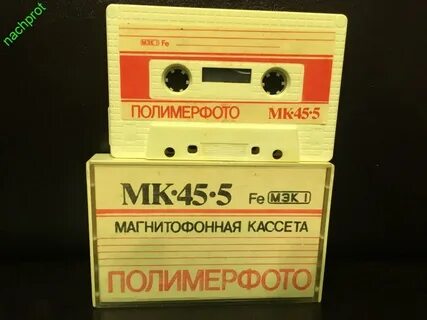 nachprot
МЭК I Fe
ПОЛИМЕРФОТО МК·45·5
МК·45·5 Fe МЭК I
МАГНИТОФОННАЯ КАССЕТА
ПОЛИМЕРФОТО